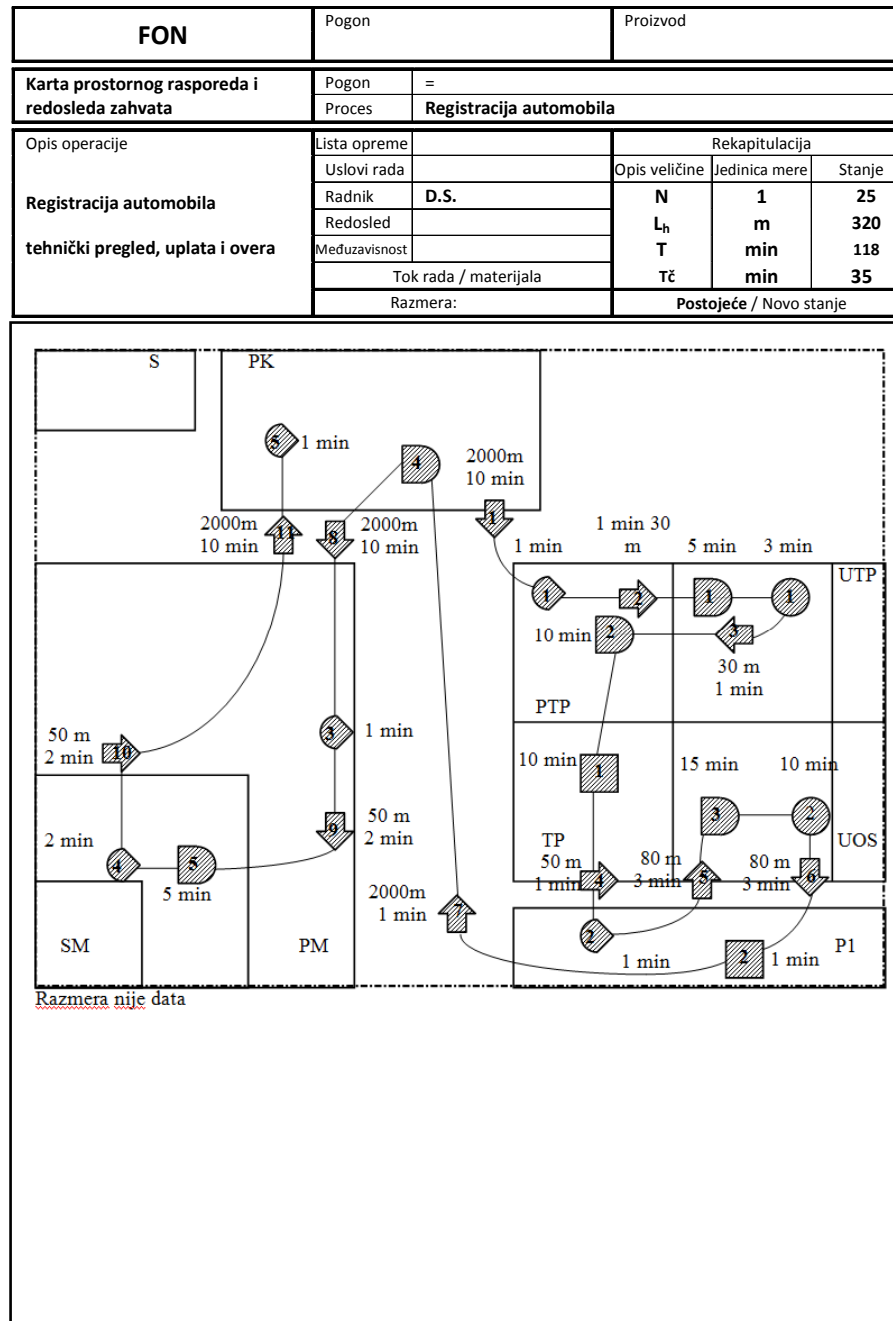 FON
Pogon
Proizvod
Karta prostornog rasporeda i
redosleda zahvata
Pogon
=
Proces
Registracija automobila
Opis operacije
Registracija automobila
tehnički pregled, uplata i overa
Lista opreme
Uslovi rada
Radnik
D.S.
Redosled
Međuzavisnost
Tok rada / materijala
Razmera:
Rekapitulacija
Opis veličine
Jedinica mere
Stanje
N
1
25
Lh
m
320
T
min
118
Tč
min
35
Postojeće / Novo stanje
S
PK
5
1 min
4
2000m
10 min
1
2000m
10 min
11
8
2000m
10 min
1 min
1 min 30
m
5 min
3 min
UTP
1
2
1
1
10 min
2
3
30 m
1 min
PTP
50 m
2 min
10
3
1 min
10 min
1
15 min
10 min
3
2
TP
UOS
50 m
2 min
9
2 min
4
5
5 min
50 m
1 min
4
80 m
3 min
5
80 m
3 min
6
2000m
1 min
7
SM
PM
2
1 min
2
1 min
P1
Razmera nije data